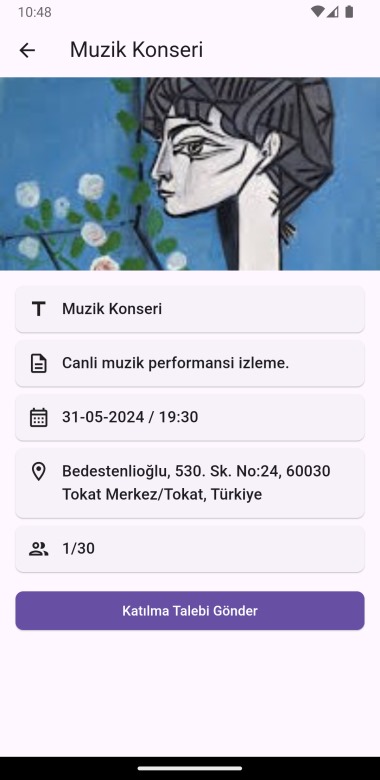 10:48
Muzik Konseri
Muzik Konseri
Canli muzik performansi izleme.
31-05-2024 / 19:30
Bedestenlioğlu, 530. Sk. No:24, 60030
Tokat Merkez/Tokat, Türkiye
1/30
Katılma Talebi Gönder